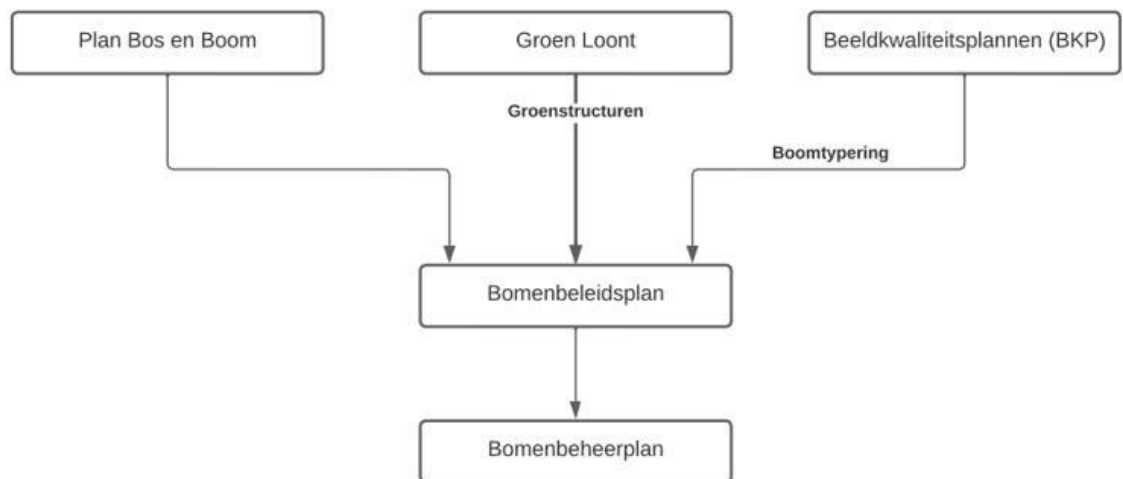 Plan Bos en Boom
Groen Loont
Beeldkwaliteitsplannen (BKP)
Groenstructuren
Boomtypering
Bomenbeleidsplan
Bomenbeheerplan